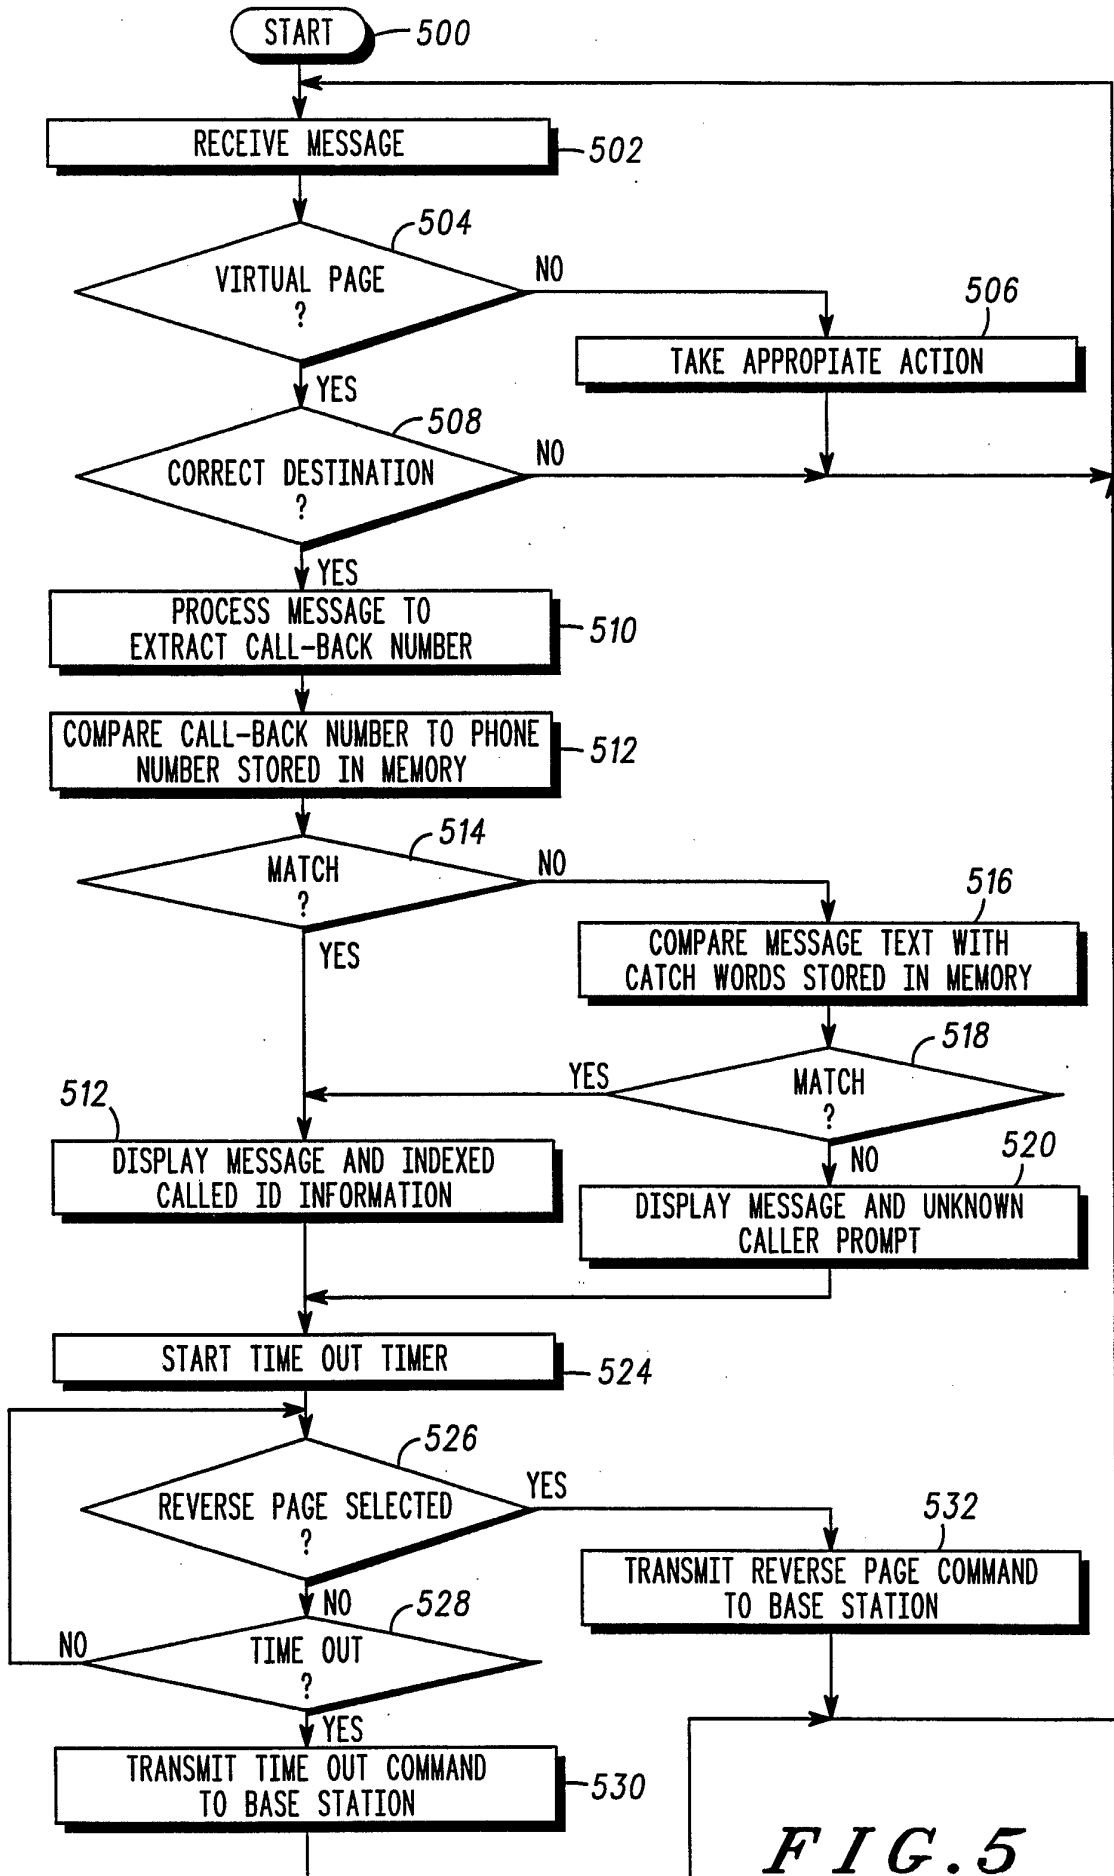 START
500
RECEIVE MESSAGE
502
504
VIRTUAL PAGE
?
NO
506
TAKE APPROPIATE ACTION
YES
508
CORRECT DESTINATION
?
NO
YES
PROCESS MESSAGE TO
EXTRACT CALL-BACK NUMBER
510
COMPARE CALL-BACK NUMBER TO PHONE
NUMBER STORED IN MEMORY
512
514
MATCH
?
NO
516
COMPARE MESSAGE TEXT WITH
CATCH WORDS STORED IN MEMORY
YES
518
MATCH
?
YES
512
DISPLAY MESSAGE AND INDEXED
CALLED ID INFORMATION
NO
520
DISPLAY MESSAGE AND UNKNOWN
CALLER PROMPT
START TIME OUT TIMER
524
526
REVERSE PAGE SELECTED
?
YES
532
TRANSMIT REVERSE PAGE COMMAND
TO BASE STATION
NO
528
TIME OUT
?
NO
YES
TRANSMIT TIME OUT COMMAND
TO BASE STATION
530
FIG.5